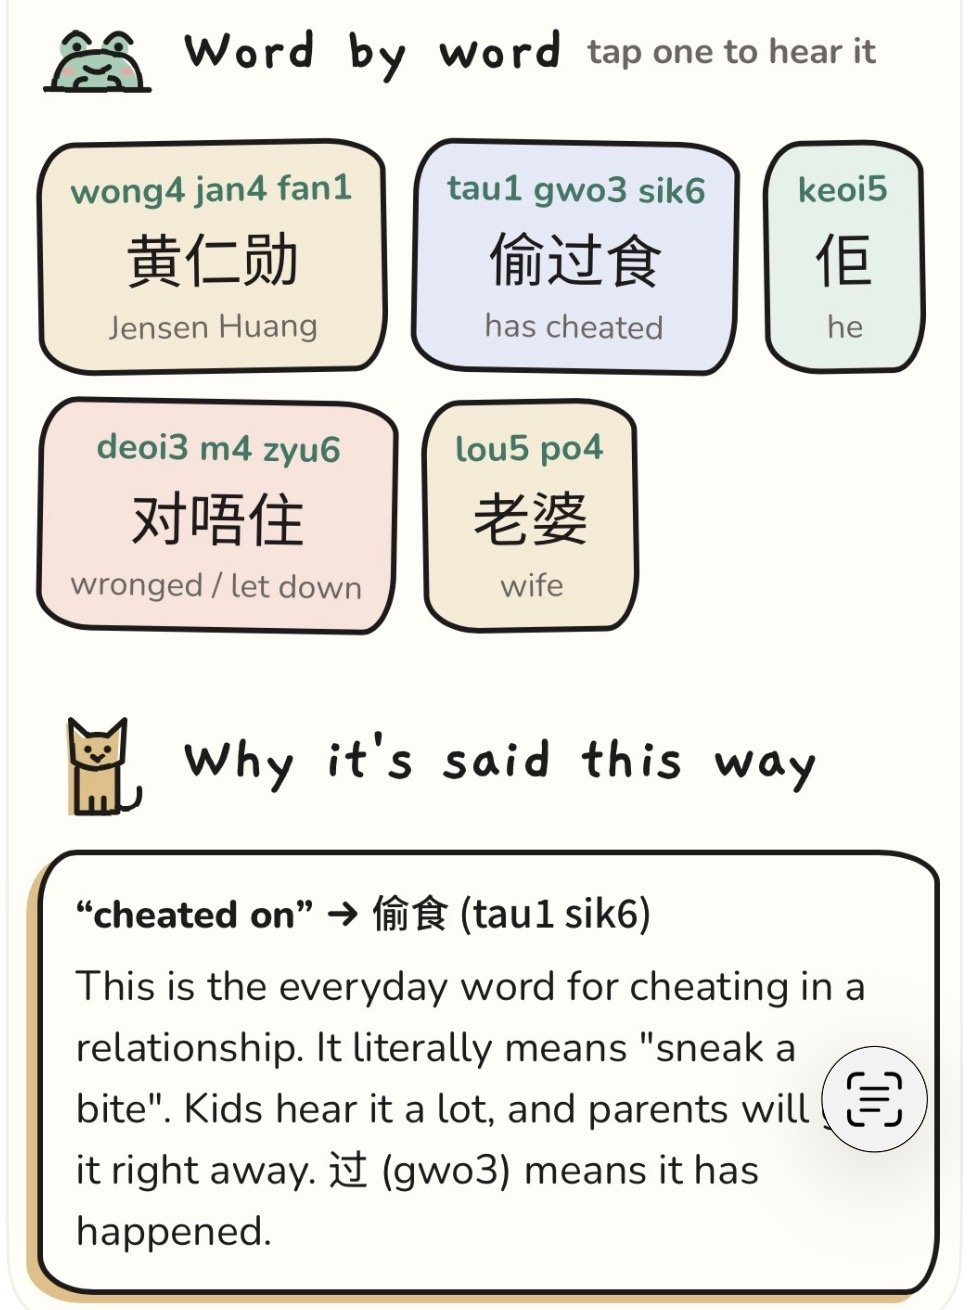 Word by word tap one to hear it
wong4 jan4 fan1 tau1 gwo3 sik6 keoi5
黄仁勋 偷过食 佢
Jensen Huang has cheated he
deoi3 m4 zyu6 lou5 po4
对唔住 老婆
wronged / let down wife
Why it's said this way
“cheated on” → 偷食 (tau1 sik6)
This is the everyday word for cheating in a
relationship. It literally means "sneak a
bite". Kids hear it a lot, and parents will
it right away. 过 (gwo3) means it has
happened.